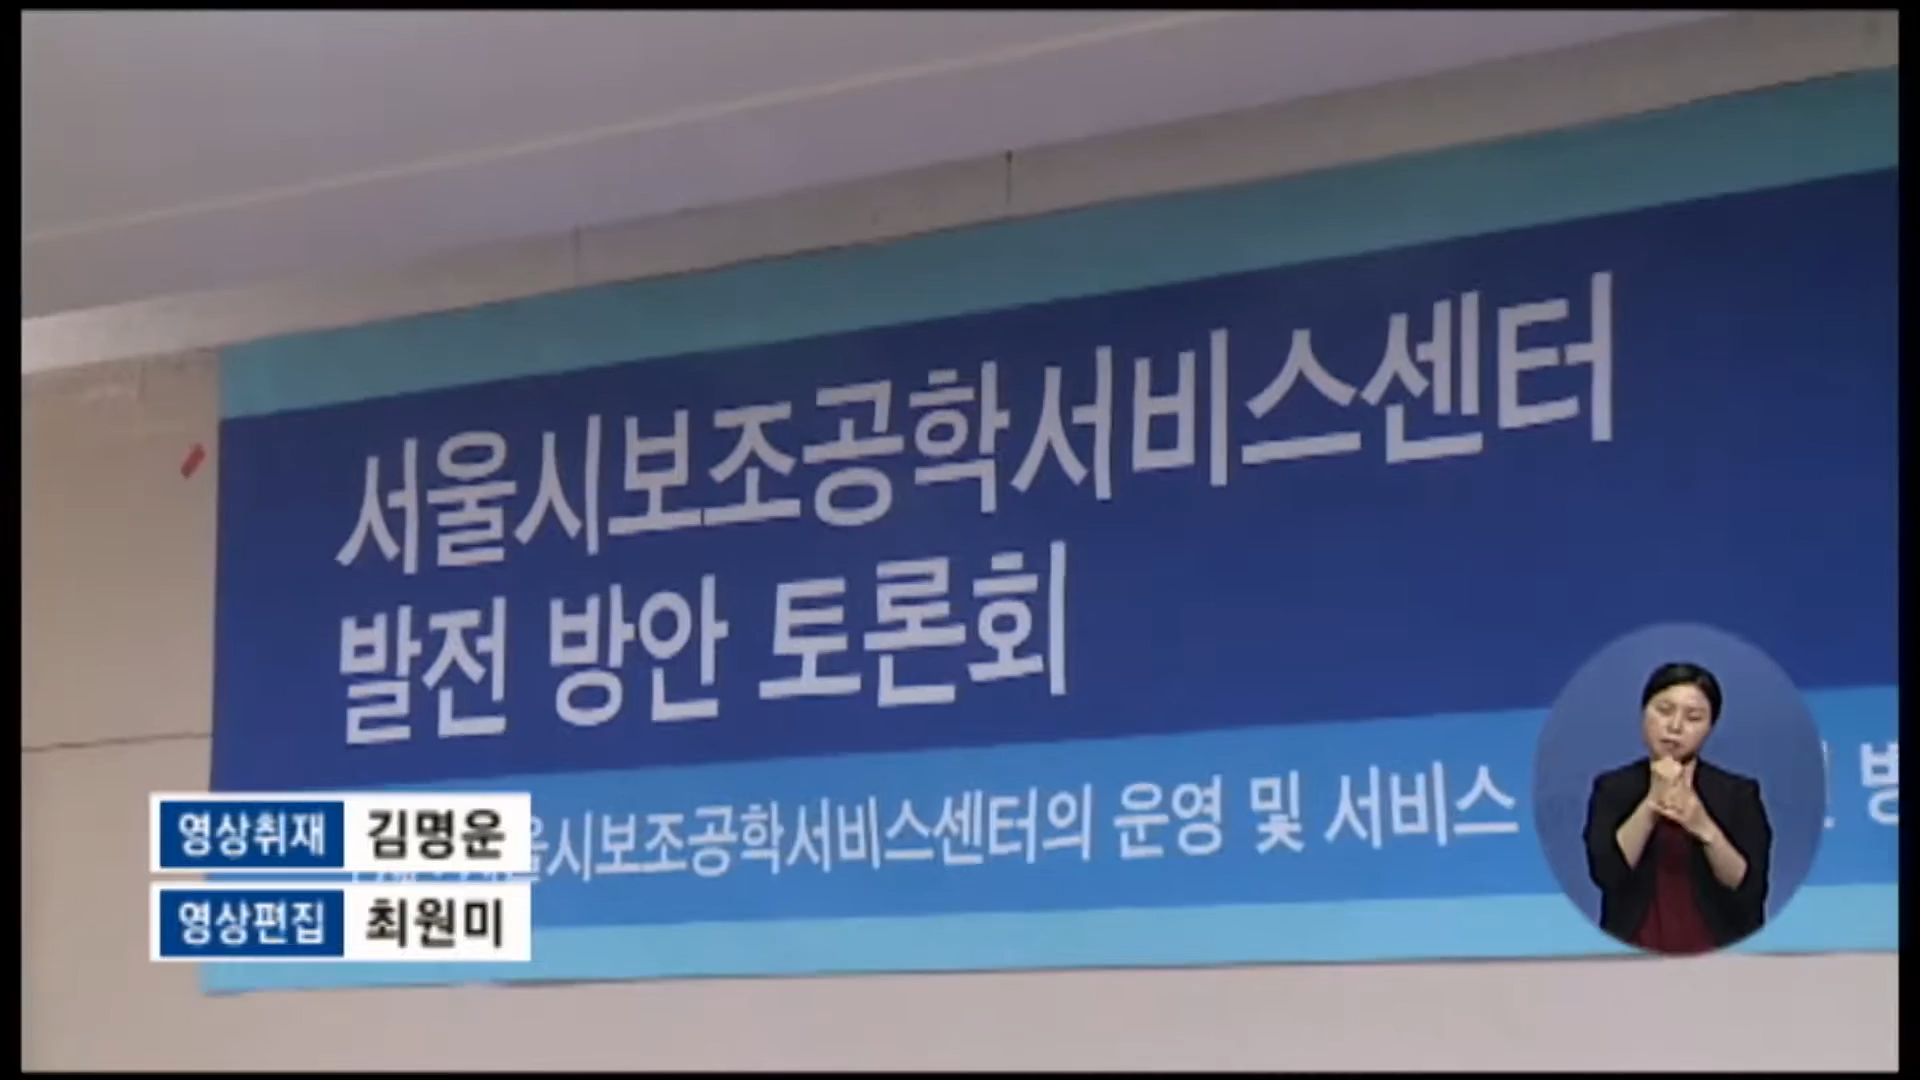 서울시보조공학서비스센터
발전 방안 토론회
울시보조공학서비스센터의 운영 및 서비스
영상취재 김명운
영상편집 최원미